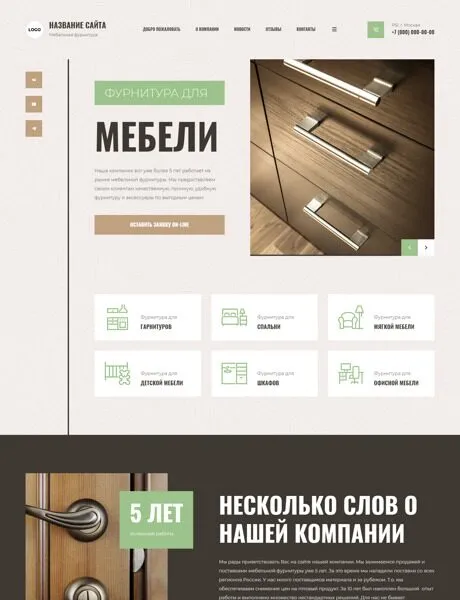 LOGO
НАЗВАНИЕ САЙТА
Мебельная фурнитура
ДОБРО ПОЖАЛОВАТЬ
О КОМПАНИИ
НОВОСТИ
ОТЗЫВЫ
КОНТАКТЫ
РФ, г. Москва
+7 (000) 000-00-00
ФУРНИТУРА ДЛЯ
МЕБЕЛИ
Наша компания вот уже более 5 лет работает на
рынке мебельной фурнитуры. Мы предоставляем
своим клиентам качественную, прочную, удобную
фурнитуру и аксессуары по выгодным ценам
ОСТАВИТЬ ЗАЯВКУ ON-LINE
Фурнитура для
ГАРНИТУРОВ
Фурнитура для
СПАЛЬНИ
Фурнитура для
МЯГКОЙ МЕБЕЛИ
Фурнитура для
ДЕТСКОЙ МЕБЕЛИ
Фурнитура для
ШКАФОВ
Фурнитура для
ОФИСНОЙ МЕБЕЛИ
5 ЛЕТ
успешной работы
НЕСКОЛЬКО СЛОВ О
НАШЕЙ КОМПАНИИ
Мы рады приветствовать Вас на сайте нашей компании. Мы занимаемся продажей и
поставками мебельной фурнитуры уже 5 лет. За это время мы наладили поставки со всех
регионов России. У нас много поставщиков материала и за рубежом. Т.о. мы
обеспечиваем снижение цен на готовый продукт. За 10 лет был накоплен большой опыт
работы и выполнено множество нестандартных решений. Для нас не бывает